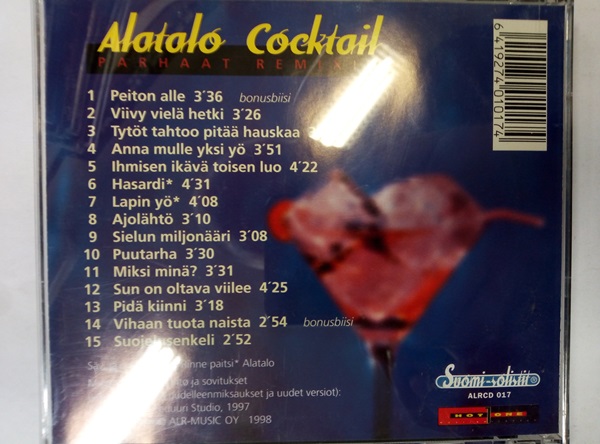 Alatalo Cocktail
PARHAAT
1 Peiton alle 3´36 bonusbiisi
2 Viivy vielä hetki 3´26
3 Tytöt tahtoo pitää hauskaa
4 Anna mulle yksi yö 3´51
5 Ihmisen ikävä toisen luo 4´22
6 Hasardi* 4´31
7 Lapin yö* 4´08
8 Ajolähtö 3´10
9 Sielun miljonääri 3´08
10 Puutarha 3´30
11 Miksi minä? 3´31
12 Sun on oltava viilee 4´25
13 Pidä kiinni 3´18
14 Vihaan tuota naista 2´54 bonusbiisi
15 Suojelusenkeli 2´52
paitsi* Alatalo
ja sovitukset
ja uudet versiot):
Studio, 1997
ALR-MUSIC OY 1998
6419274010174
Suomi-solisti
ALRCD 017
HOT ONE